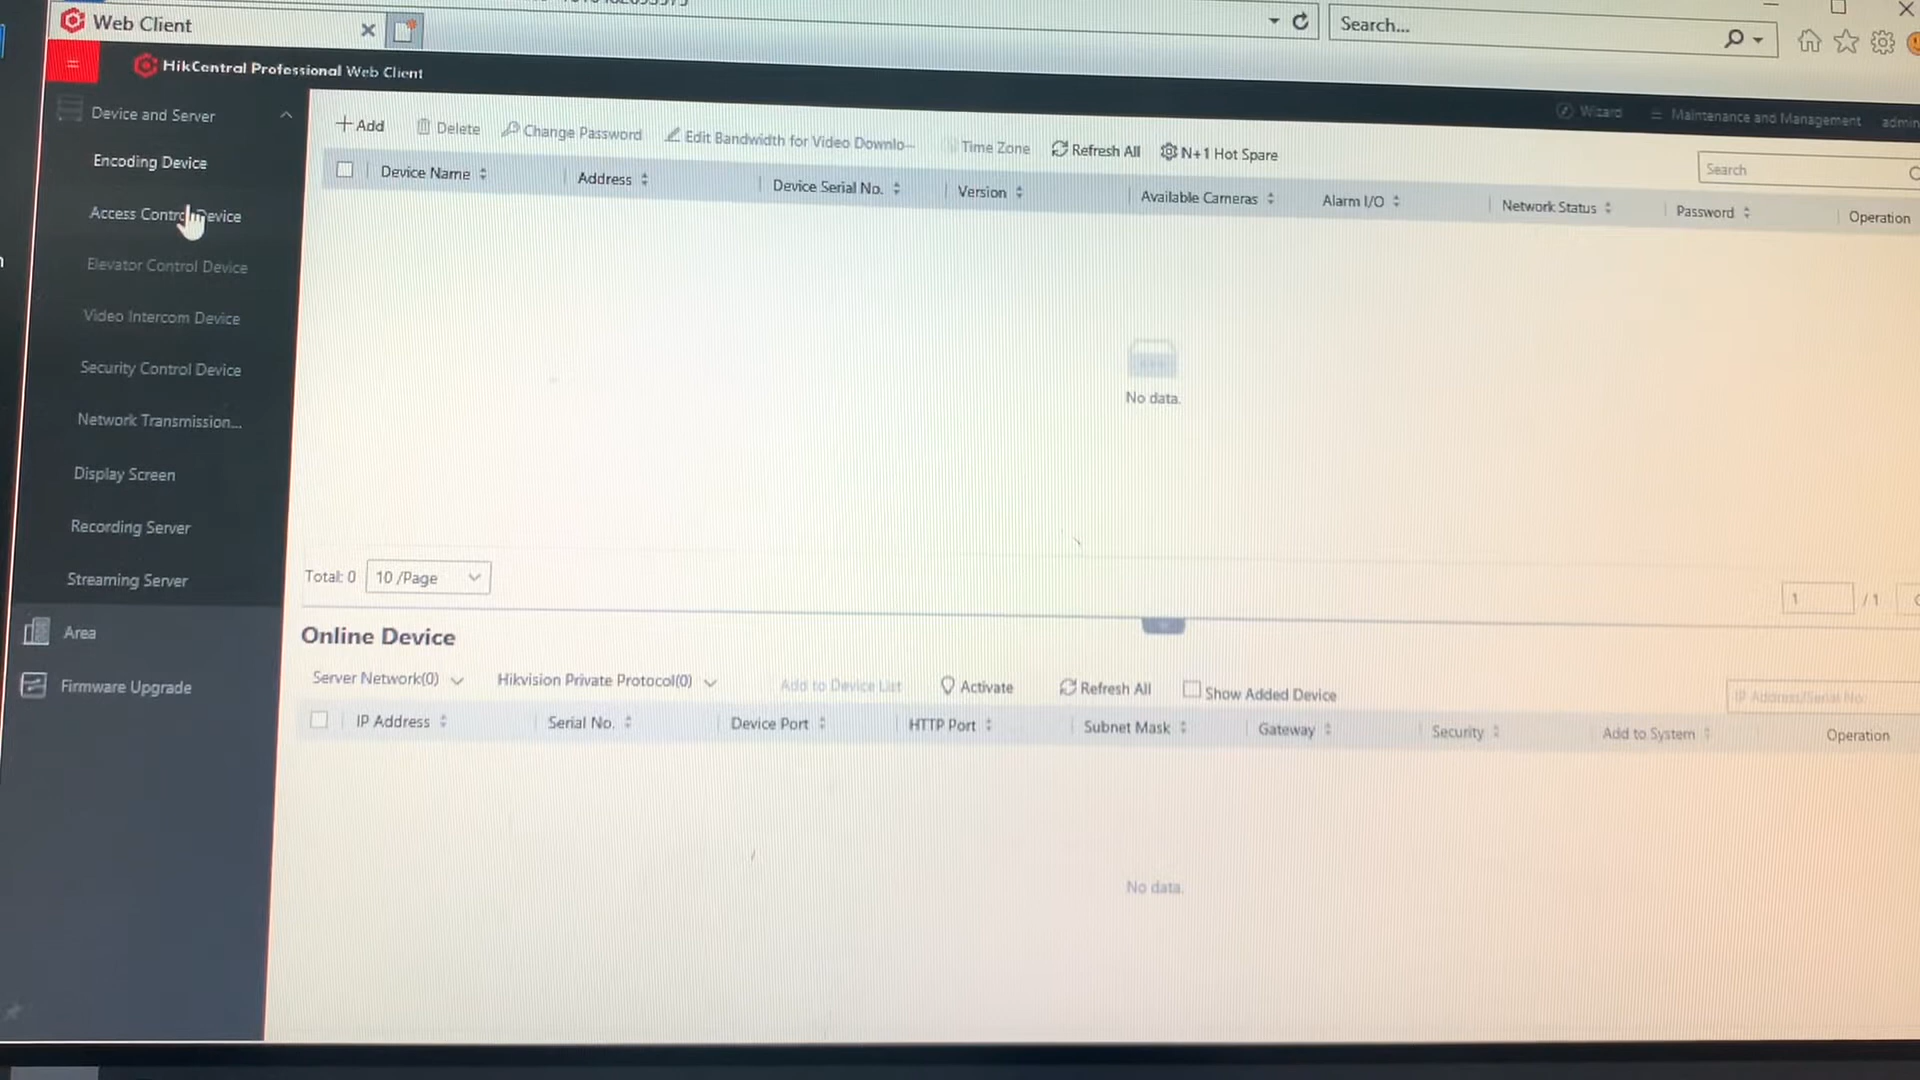 Web Client
Search...
HikCentral Professional Web Client
Wizard
Maintenance and Management
admin
Device and Server
Encoding Device
Access Control Device
Elevator Control Device
Video Intercom Device
Security Control Device
Network Transmission...
Display Screen
Recording Server
Streaming Server
Area
Firmware Upgrade
Add
Delete
Change Password
Edit Bandwidth for Video Downlo...
Time Zone
Refresh All
N+1 Hot Spare
Search
Device Name
Address
Device Serial No.
Version
Available Cameras
Alarm I/O
Network Status
Password
Operation
No data.
Total: 0
10 /Page
1
/ 1
Online Device
Server Network(0)
Hikvision Private Protocol(0)
Add to Device List
Activate
Refresh All
Show Added Device
IP Address/Serial No.
IP Address
Serial No.
Device Port
HTTP Port
Subnet Mask
Gateway
Security
Add to System
Operation
No data.